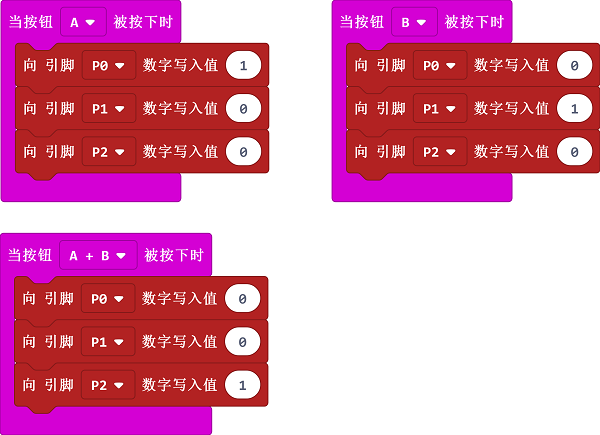 当按钮 A 被按下时
向 引脚 P0 数字写入值 1
向 引脚 P1 数字写入值 0
向 引脚 P2 数字写入值 0
当按钮 B 被按下时
向 引脚 P0 数字写入值 0
向 引脚 P1 数字写入值 1
向 引脚 P2 数字写入值 0
当按钮 A + B 被按下时
向 引脚 P0 数字写入值 0
向 引脚 P1 数字写入值 0
向 引脚 P2 数字写入值 1